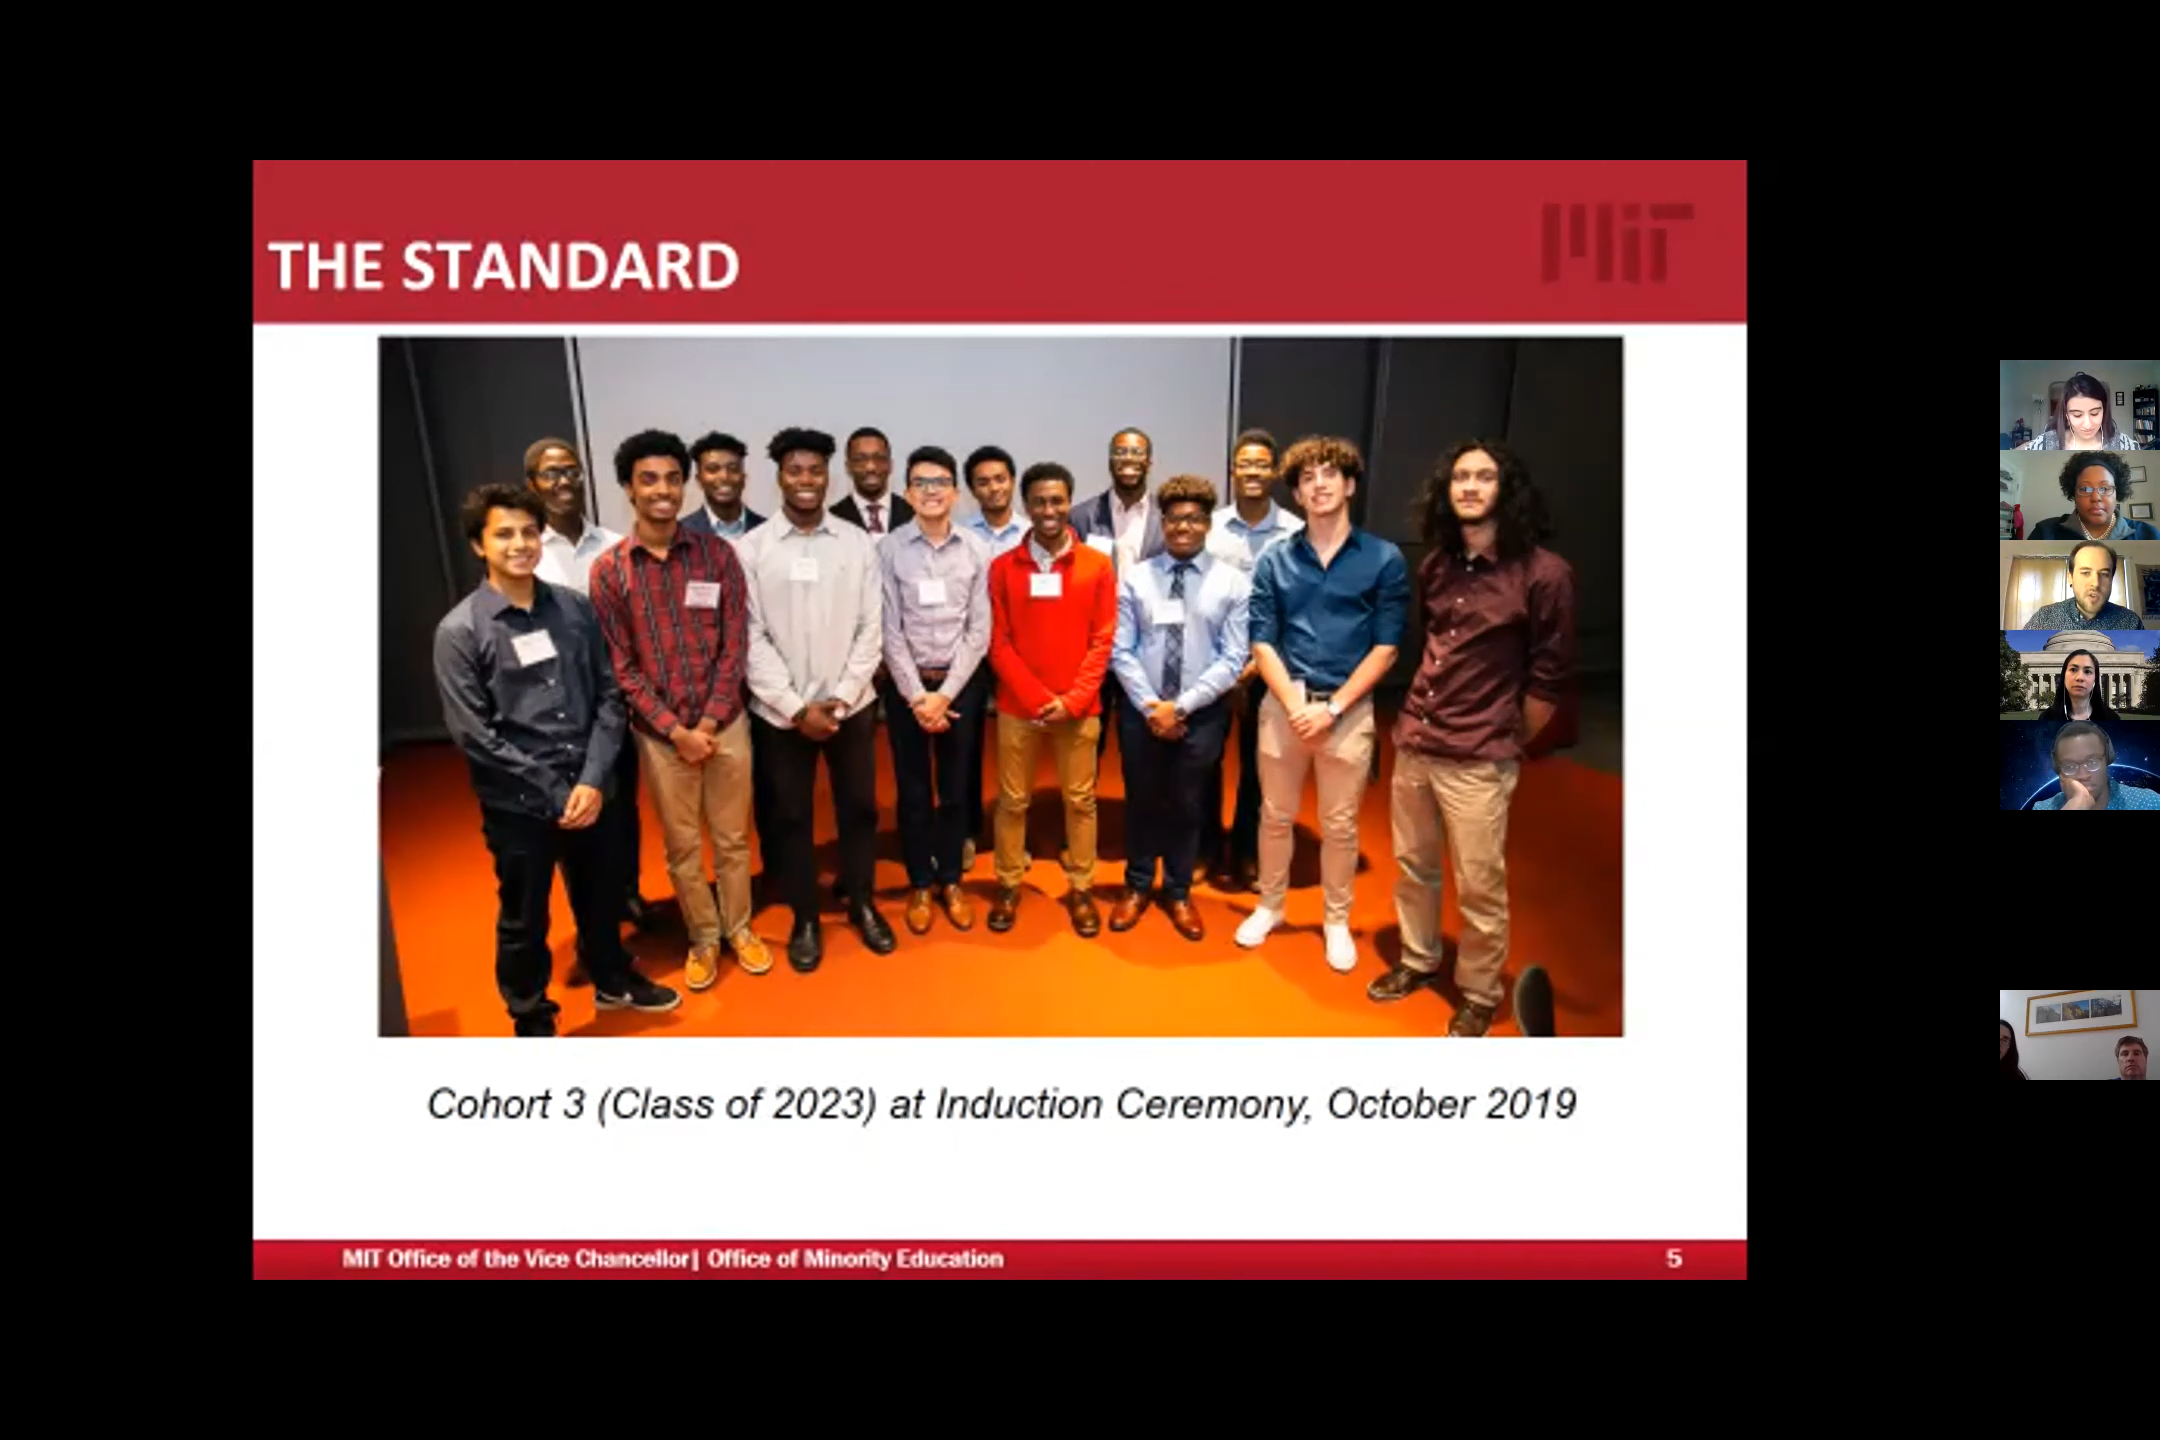 THE STANDARD
MIT
Cohort 3 (Class of 2023) at Induction Ceremony, October 2019
MIT Office of the Vice Chancellor| Office of Minority Education
5